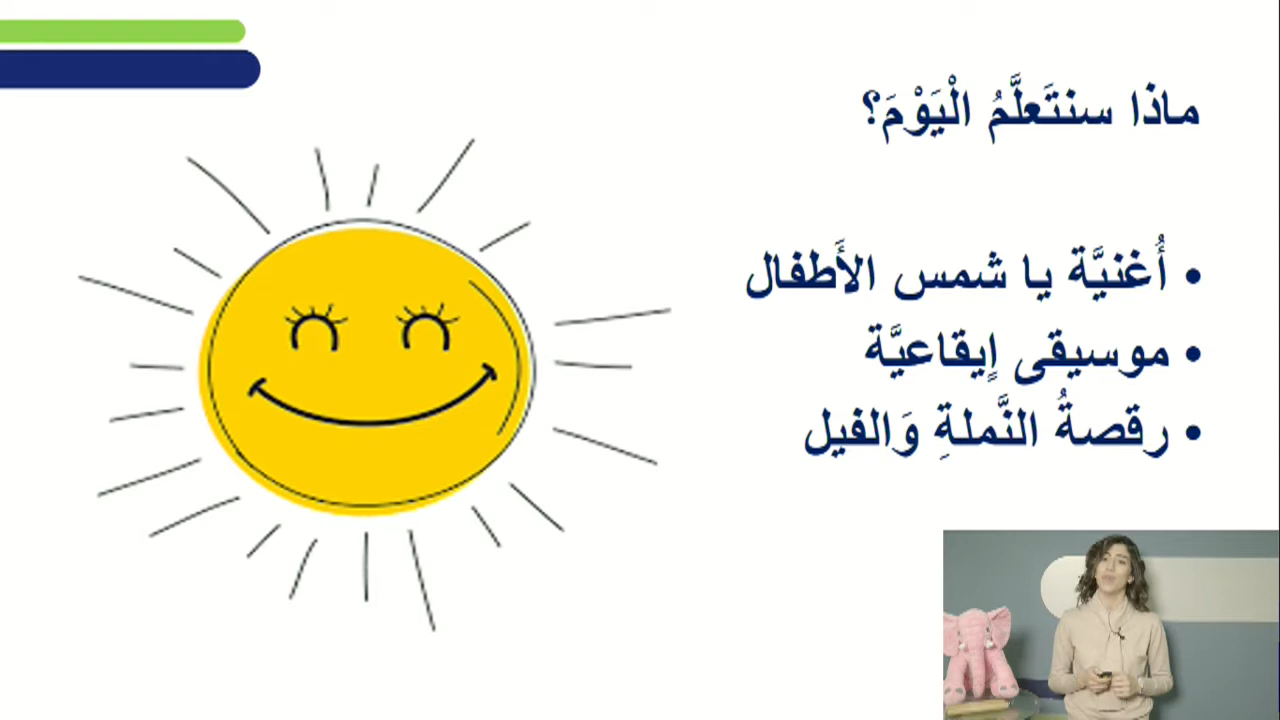 ماذا سنتَعلَّمُ الْيَوْمَ؟
• أُغنيَّة يا شمس الأَطفال
• موسيقى إٍيقاعيَّة
• رقصةُ النَّملةِ وَالفيل